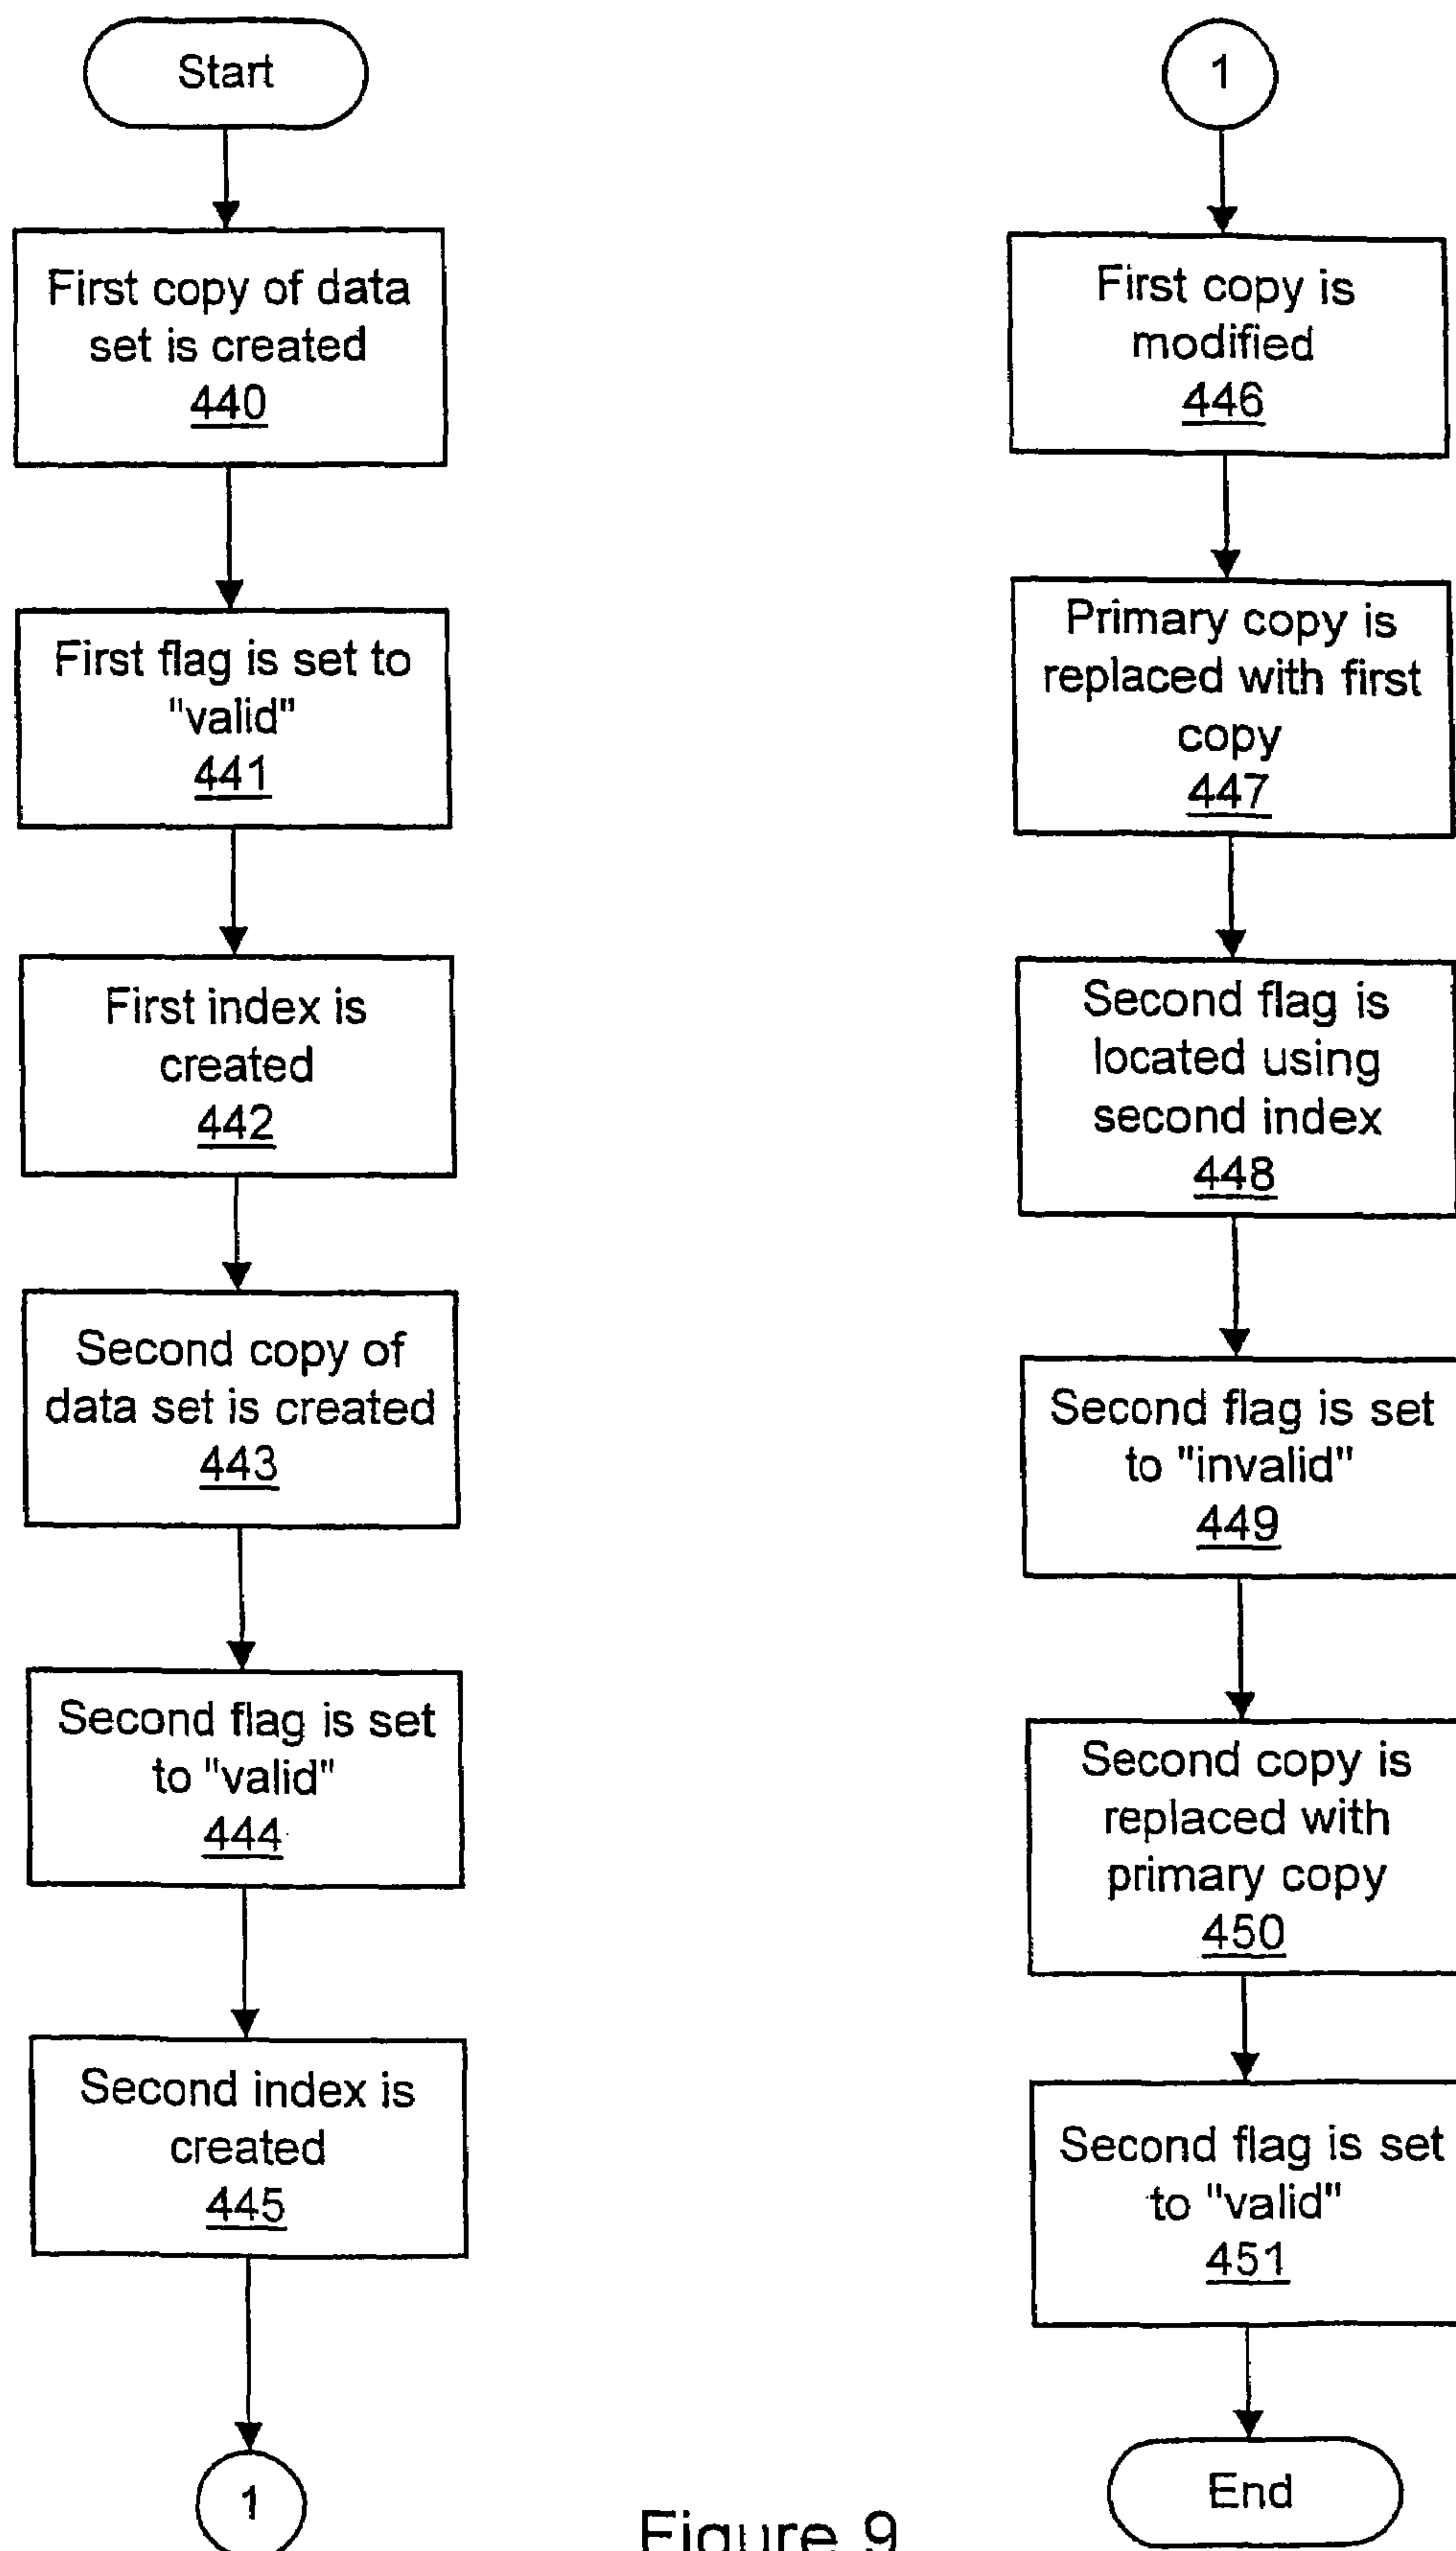 Start
First copy of data
set is created
440
First flag is set to
"valid"
441
First index is
created
442
Second copy of
data set is created
443
Second flag is set
to "valid"
444
Second index is
created
445
1
1
First copy is
modified
446
Primary copy is
replaced with first
copy
447
Second flag is
located using
second index
448
Second flag is set
to "invalid"
449
Second copy is
replaced with
primary copy
450
Second flag is set
to "valid"
451
End
Figure 9